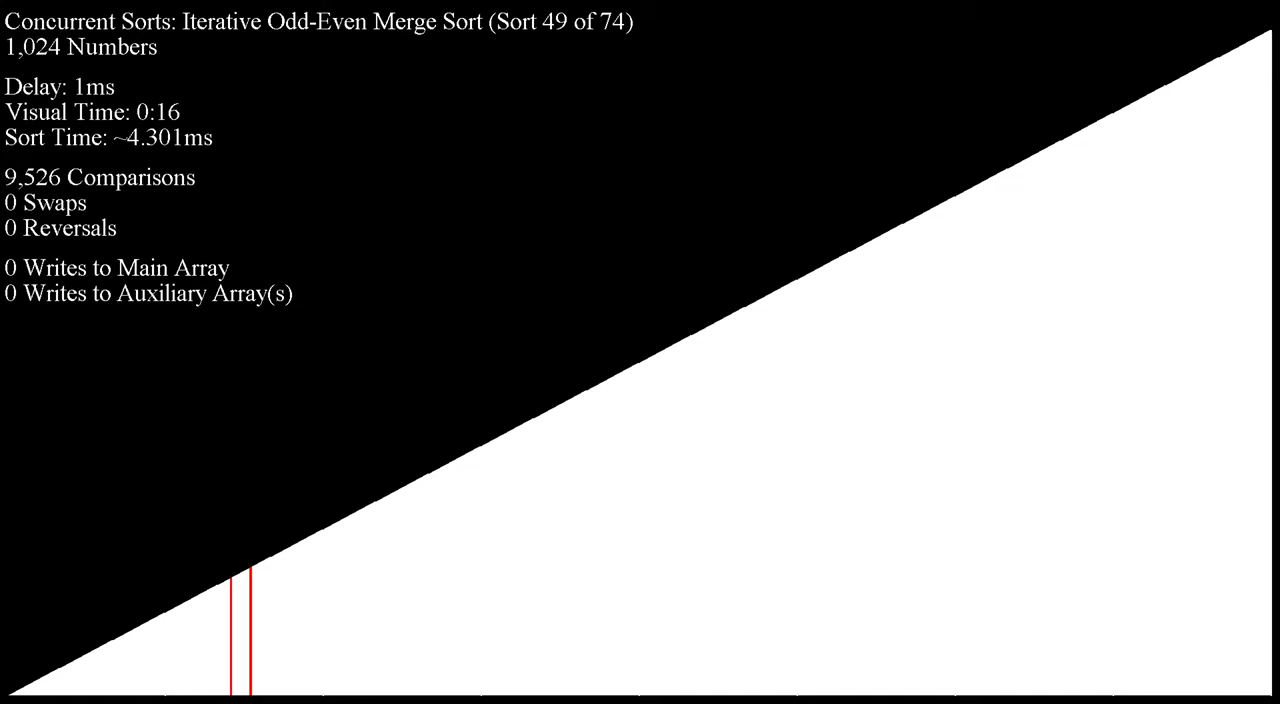 Concurrent Sorts: Iterative Odd-Even Merge Sort (Sort 49 of 74)
1,024 Numbers
Delay: 1ms
Visual Time: 0:16
Sort Time: ~4.301ms
9,526 Comparisons
0 Swaps
0 Reversals
0 Writes to Main Array
0 Writes to Auxiliary Array(s)